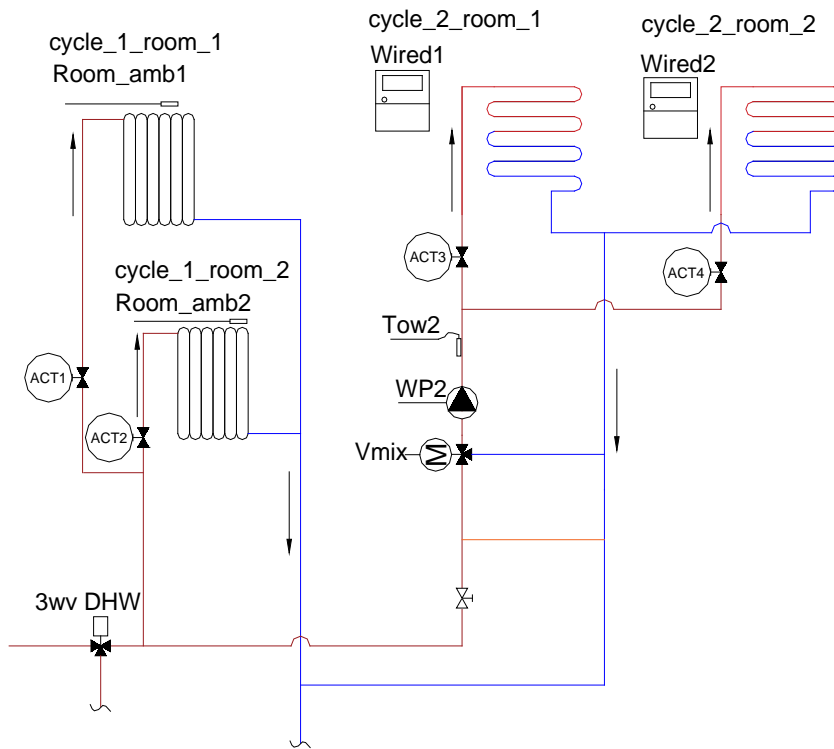 cycle_2_room_1
cycle_2_room_2
cycle_1_room_1
Wired1
Wired2
Room_amb1
ACT3
cycle_1_room_2
ACT4
Room_amb2
Tow2
ACT1
WP2
ACT2
Vmix
M
3wv DHW